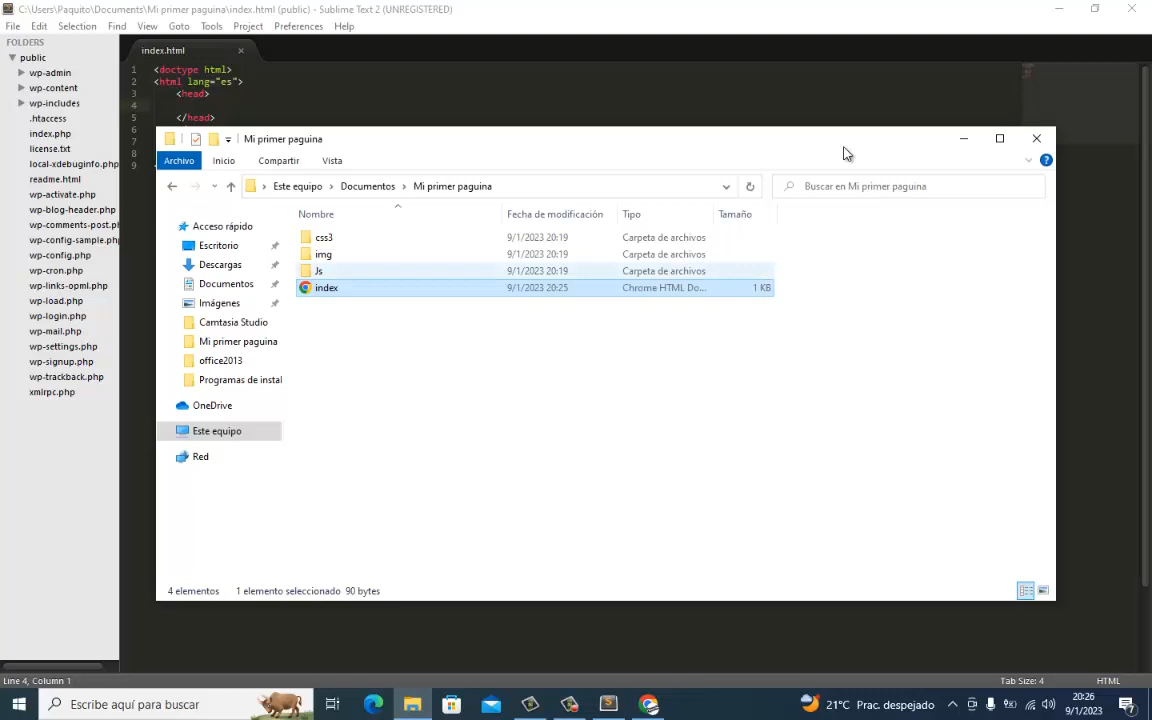 C:\Users\Paquito\Documents\Mi primer paguina\index.html (public) - Sublime Text 2 (UNREGISTERED)
File Edit Selection Find View Goto Tools Project Preferences Help
FOLDERS
public
wp-admin
wp-content
wp-includes
.htaccess
index.php
license.txt
local-xdebuginfo.php
readme.html
wp-activate.php
wp-blog-header.php
wp-comments-post.ph
wp-config-sample.php
wp-config.php
wp-cron.php
wp-links-opml.php
wp-load.php
wp-login.php
wp-mail.php
wp-settings.php
wp-signup.php
wp-trackback.php
xmlrpc.php
index.html
1 <doctype html>
2 <html lang="es">
3 <head>
4
5 </head>
6
7
8
9
Mi primer paguina
Archivo Inicio Compartir Vista
Este equipo > Documentos > Mi primer paguina
Buscar en Mi primer paguina
Acceso rápido
Escritorio
Descargas
Documentos
Imágenes
Camtasia Studio
Mi primer paguina
office2013
Programas de instal
OneDrive
Este equipo
Red
Nombre Fecha de modificación Tipo Tamaño
css3 9/1/2023 20:19 Carpeta de archivos
img 9/1/2023 20:19 Carpeta de archivos
Js 9/1/2023 20:19 Carpeta de archivos
index 9/1/2023 20:25 Chrome HTML Do... 1 KB
4 elementos 1 elemento seleccionado 90 bytes
Line 4, Column 1 Tab Size: 4 HTML
Escribe aquí para buscar
21°C Prac. despejado
20:26
9/1/2023
7